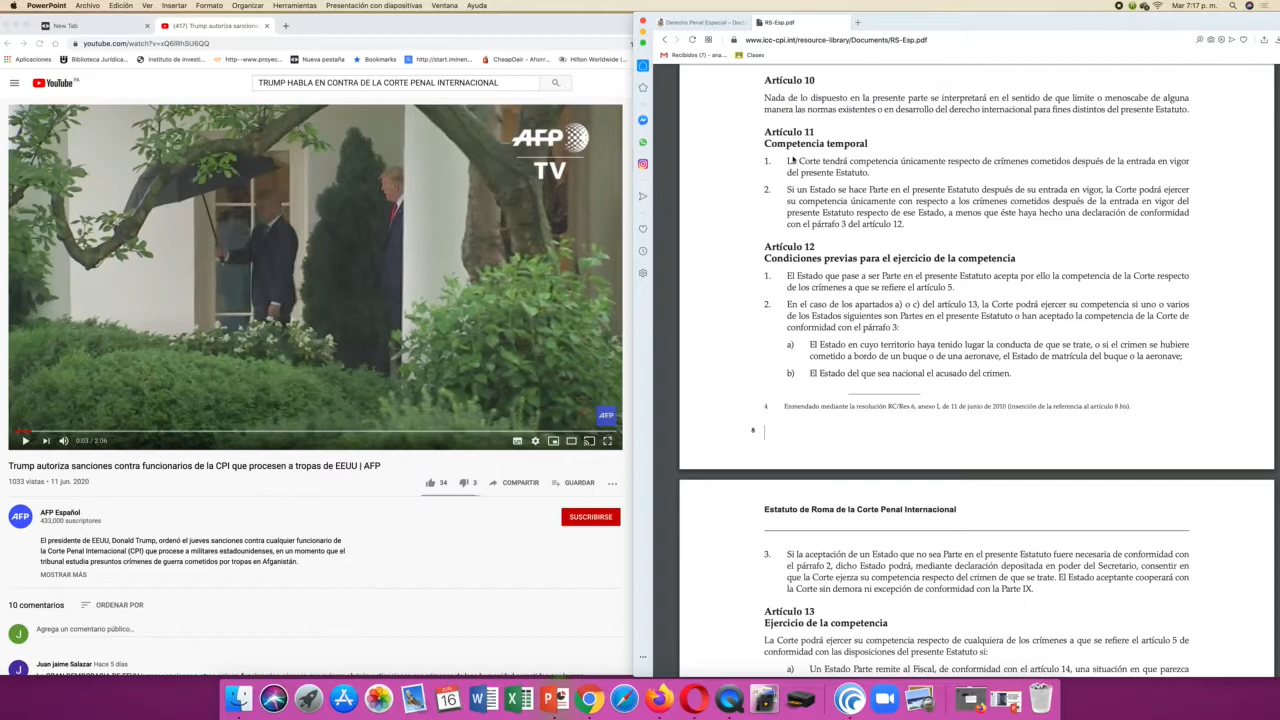 PowerPoint Archivo Edición Ver Insertar Formato Organizar Herramientas Presentación con diapositivas Ventana Ayuda
Mar 7:17 p. m.
New Tab
(417) Trump autoriza sancione
youtube.com/watch?v=xQ6IRhSU6QQ
Aplicaciones Biblioteca Jurídica... instituto de investi... http--www.proyec... Nueva pestaña Bookmarks http://start.iminen... CheapOair - Ahorr... Hilton Worldwide |...
YouTube PA
TRUMP HABLA EN CONTRA DE LA CORTE PENAL INTERNACIONAL
AFP
TV
AFP
0:03 / 2:06
Trump autoriza sanciones contra funcionarios de la CPI que procesen a tropas de EEUU | AFP
1033 vistas • 11 jun. 2020
34 3 COMPARTIR GUARDAR
AFP
AFP Español
433,000 suscriptores
SUSCRIBIRSE
El presidente de EEUU, Donald Trump, ordenó el jueves sanciones contra cualquier funcionario de
la Corte Penal Internacional (CPI) que procese a militares estadounidenses, en un momento que el
tribunal estudia presuntos crímenes de guerra cometidos por tropas en Afganistán.
MOSTRAR MÁS
10 comentarios ORDENAR POR
J
Agrega un comentario público...
J
Juan jaime Salazar Hace 5 días
Derecho Penal Especial – Decla
RS-Esp.pdf
www.icc-cpi.int/resource-library/Documents/RS-Esp.pdf
Recibidos (7) - ana.... Clases
Artículo 10
Nada de lo dispuesto en la presente parte se interpretará en el sentido de que limite o menoscabe de alguna
manera las normas existentes o en desarrollo del derecho internacional para fines distintos del presente Estatuto.
Artículo 11
Competencia temporal
1. La Corte tendrá competencia únicamente respecto de crímenes cometidos después de la entrada en vigor
del presente Estatuto.
2. Si un Estado se hace Parte en el presente Estatuto después de su entrada en vigor, la Corte podrá ejercer
su competencia únicamente con respecto a los crímenes cometidos después de la entrada en vigor del
presente Estatuto respecto de ese Estado, a menos que éste haya hecho una declaración de conformidad
con el párrafo 3 del artículo 12.
Artículo 12
Condiciones previas para el ejercicio de la competencia
1. El Estado que pase a ser Parte en el presente Estatuto acepta por ello la competencia de la Corte respecto
de los crímenes a que se refiere el artículo 5.
2. En el caso de los apartados a) o c) del artículo 13, la Corte podrá ejercer su competencia si uno o varios
de los Estados siguientes son Partes en el presente Estatuto o han aceptado la competencia de la Corte de
conformidad con el párrafo 3:
a) El Estado en cuyo territorio haya tenido lugar la conducta de que se trate, o si el crimen se hubiere
cometido a bordo de un buque o de una aeronave, el Estado de matrícula del buque o la aeronave;
b) El Estado del que sea nacional el acusado del crimen.
4 Enmendado mediante la resolución RC/Res.6, anexo I, de 11 de junio de 2010 (inserción de la referencia al artículo 8 bis).
8
Estatuto de Roma de la Corte Penal Internacional
3. Si la aceptación de un Estado que no sea Parte en el presente Estatuto fuere necesaria de conformidad con
el párrafo 2, dicho Estado podrá, mediante declaración depositada en poder del Secretario, consentir en
que la Corte ejerza su competencia respecto del crimen de que se trate. El Estado aceptante cooperará con
la Corte sin demora ni excepción de conformidad con la Parte IX.
Artículo 13
Ejercicio de la competencia
La Corte podrá ejercer su competencia respecto de cualquiera de los crímenes a que se refiere el artículo 5 de
conformidad con las disposiciones del presente Estatuto si:
a) Un Estado Parte remite al Fiscal, de conformidad con el artículo 14, una situación en que parezca
JUN
16